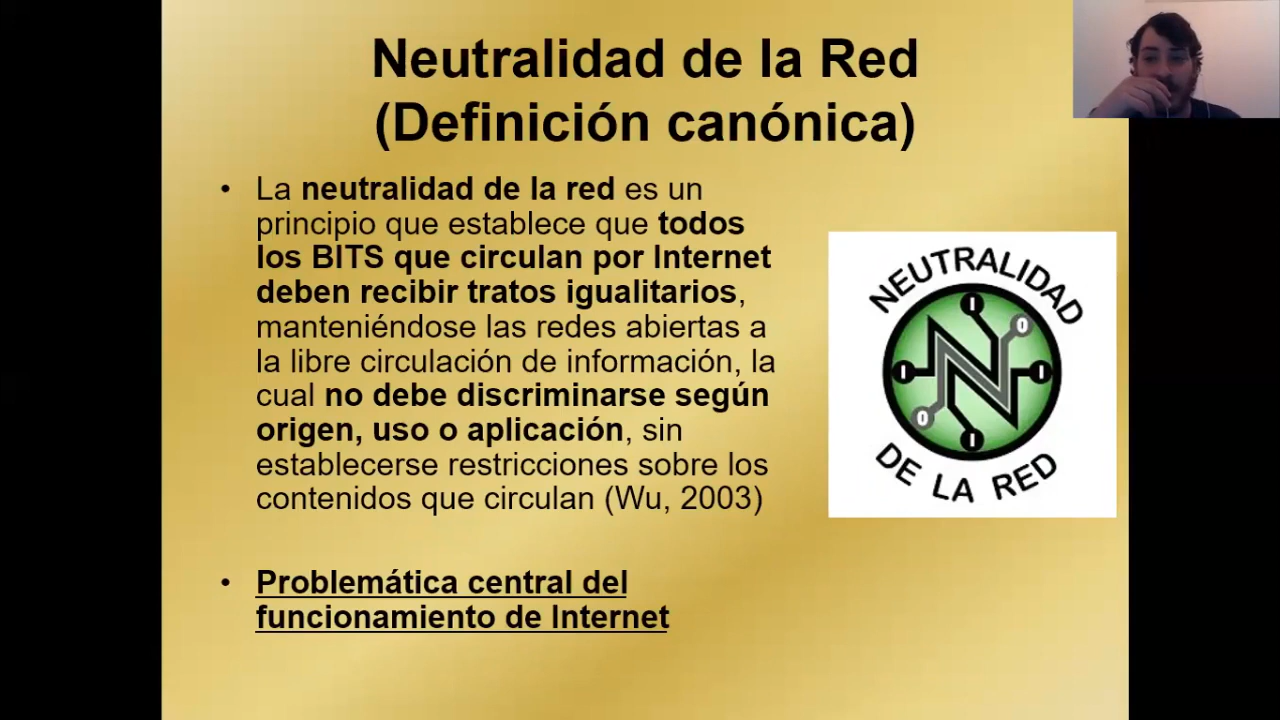 Neutralidad de la Red
(Definición canónica)
• La neutralidad de la red es un
principio que establece que todos
los BITS que circulan por Internet
deben recibir tratos igualitarios,
manteniéndose las redes abiertas a
la libre circulación de información, la
cual no debe discriminarse según
origen, uso o aplicación, sin
establecerse restricciones sobre los
contenidos que circulan (Wu, 2003)
• Problemática central del
funcionamiento de Internet
NEUTRALIDAD
N
DE LA RED